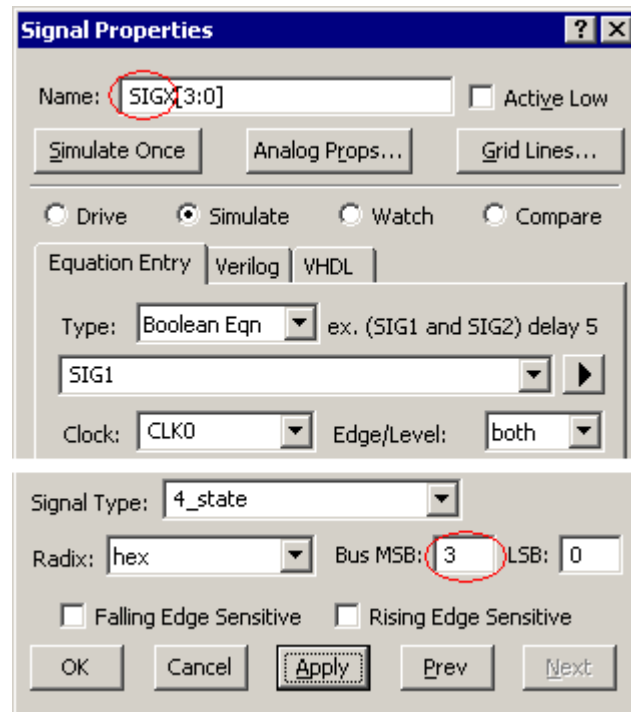 Signal Properties
Name: SIGX[3:0] Active Low
Simulate Once Analog Props... Grid Lines...
Drive Simulate Watch Compare
Equation Entry Verilog VHDL
Type: Boolean Eqn ex. (SIG1 and SIG2) delay 5
SIG1
Clock: CLK0 Edge/Level: both
Signal Type: 4_state
Radix: hex Bus MSB: 3 LSB: 0
Falling Edge Sensitive Rising Edge Sensitive
OK Cancel Apply Prev Next